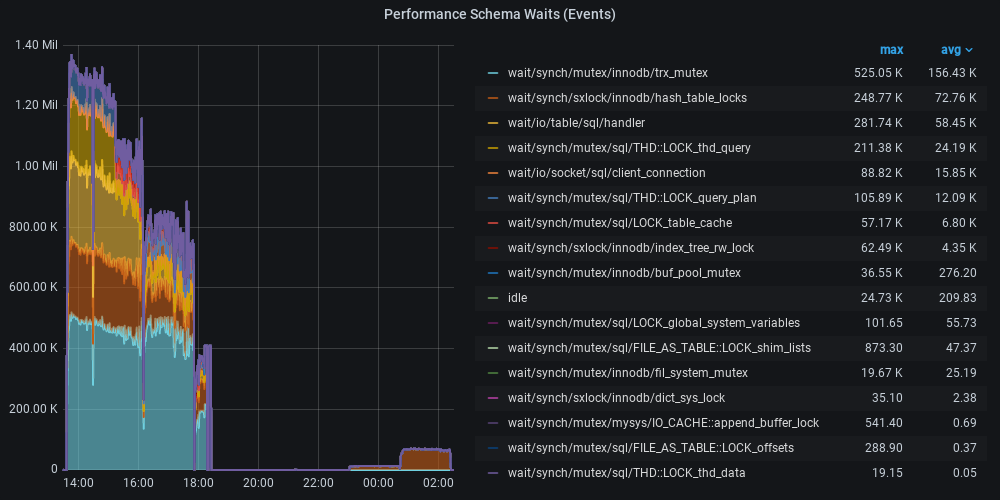 Performance Schema Waits (Events)
1.40 Mil
1.20 Mil
1.00 Mil
800.00 K
600.00 K
400.00 K
200.00 K
0
14:00 16:00 18:00 20:00 22:00 00:00 02:00
max avg
wait/synch/mutex/innodb/trx_mutex 525.05 K 156.43 K
wait/synch/sxlock/innodb/hash_table_locks 248.77 K 72.76 K
wait/io/table/sql/handler 281.74 K 58.45 K
wait/synch/mutex/sql/THD::LOCK_thd_query 211.38 K 24.19 K
wait/io/socket/sql/client_connection 88.82 K 15.85 K
wait/synch/mutex/sql/THD::LOCK_query_plan 105.89 K 12.09 K
wait/synch/mutex/sql/LOCK_table_cache 57.17 K 6.80 K
wait/synch/sxlock/innodb/index_tree_rw_lock 62.49 K 4.35 K
wait/synch/mutex/innodb/buf_pool_mutex 36.55 K 276.20
idle 24.73 K 209.83
wait/synch/mutex/sql/LOCK_global_system_variables 101.65 55.73
wait/synch/mutex/sql/FILE_AS_TABLE::LOCK_shim_lists 873.30 47.37
wait/synch/mutex/innodb/fil_system_mutex 19.67 K 25.19
wait/synch/sxlock/innodb/dict_sys_lock 35.10 2.38
wait/synch/mutex/mysys/IO_CACHE::append_buffer_lock 541.40 0.69
wait/synch/mutex/sql/FILE_AS_TABLE::LOCK_offsets 288.90 0.37
wait/synch/mutex/sql/THD::LOCK_thd_data 19.15 0.05